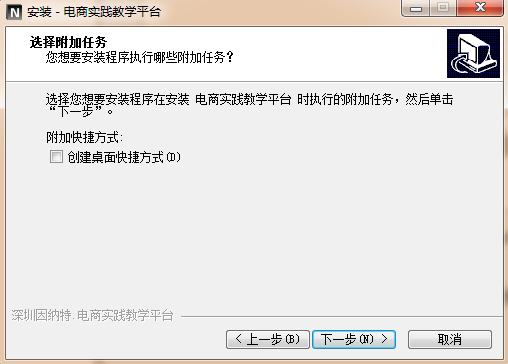 N 安装 - 电商实践教学平台
选择附加任务
您想要安装程序执行哪些附加任务？
选择您想要安装程序在安装 电商实践教学平台 时执行的附加任务，然后单击
“下一步”。
附加快捷方式:
创建桌面快捷方式(D)
深圳因纳特.电商实践教学平台
< 上一步(B) 下一步(N) > 取消